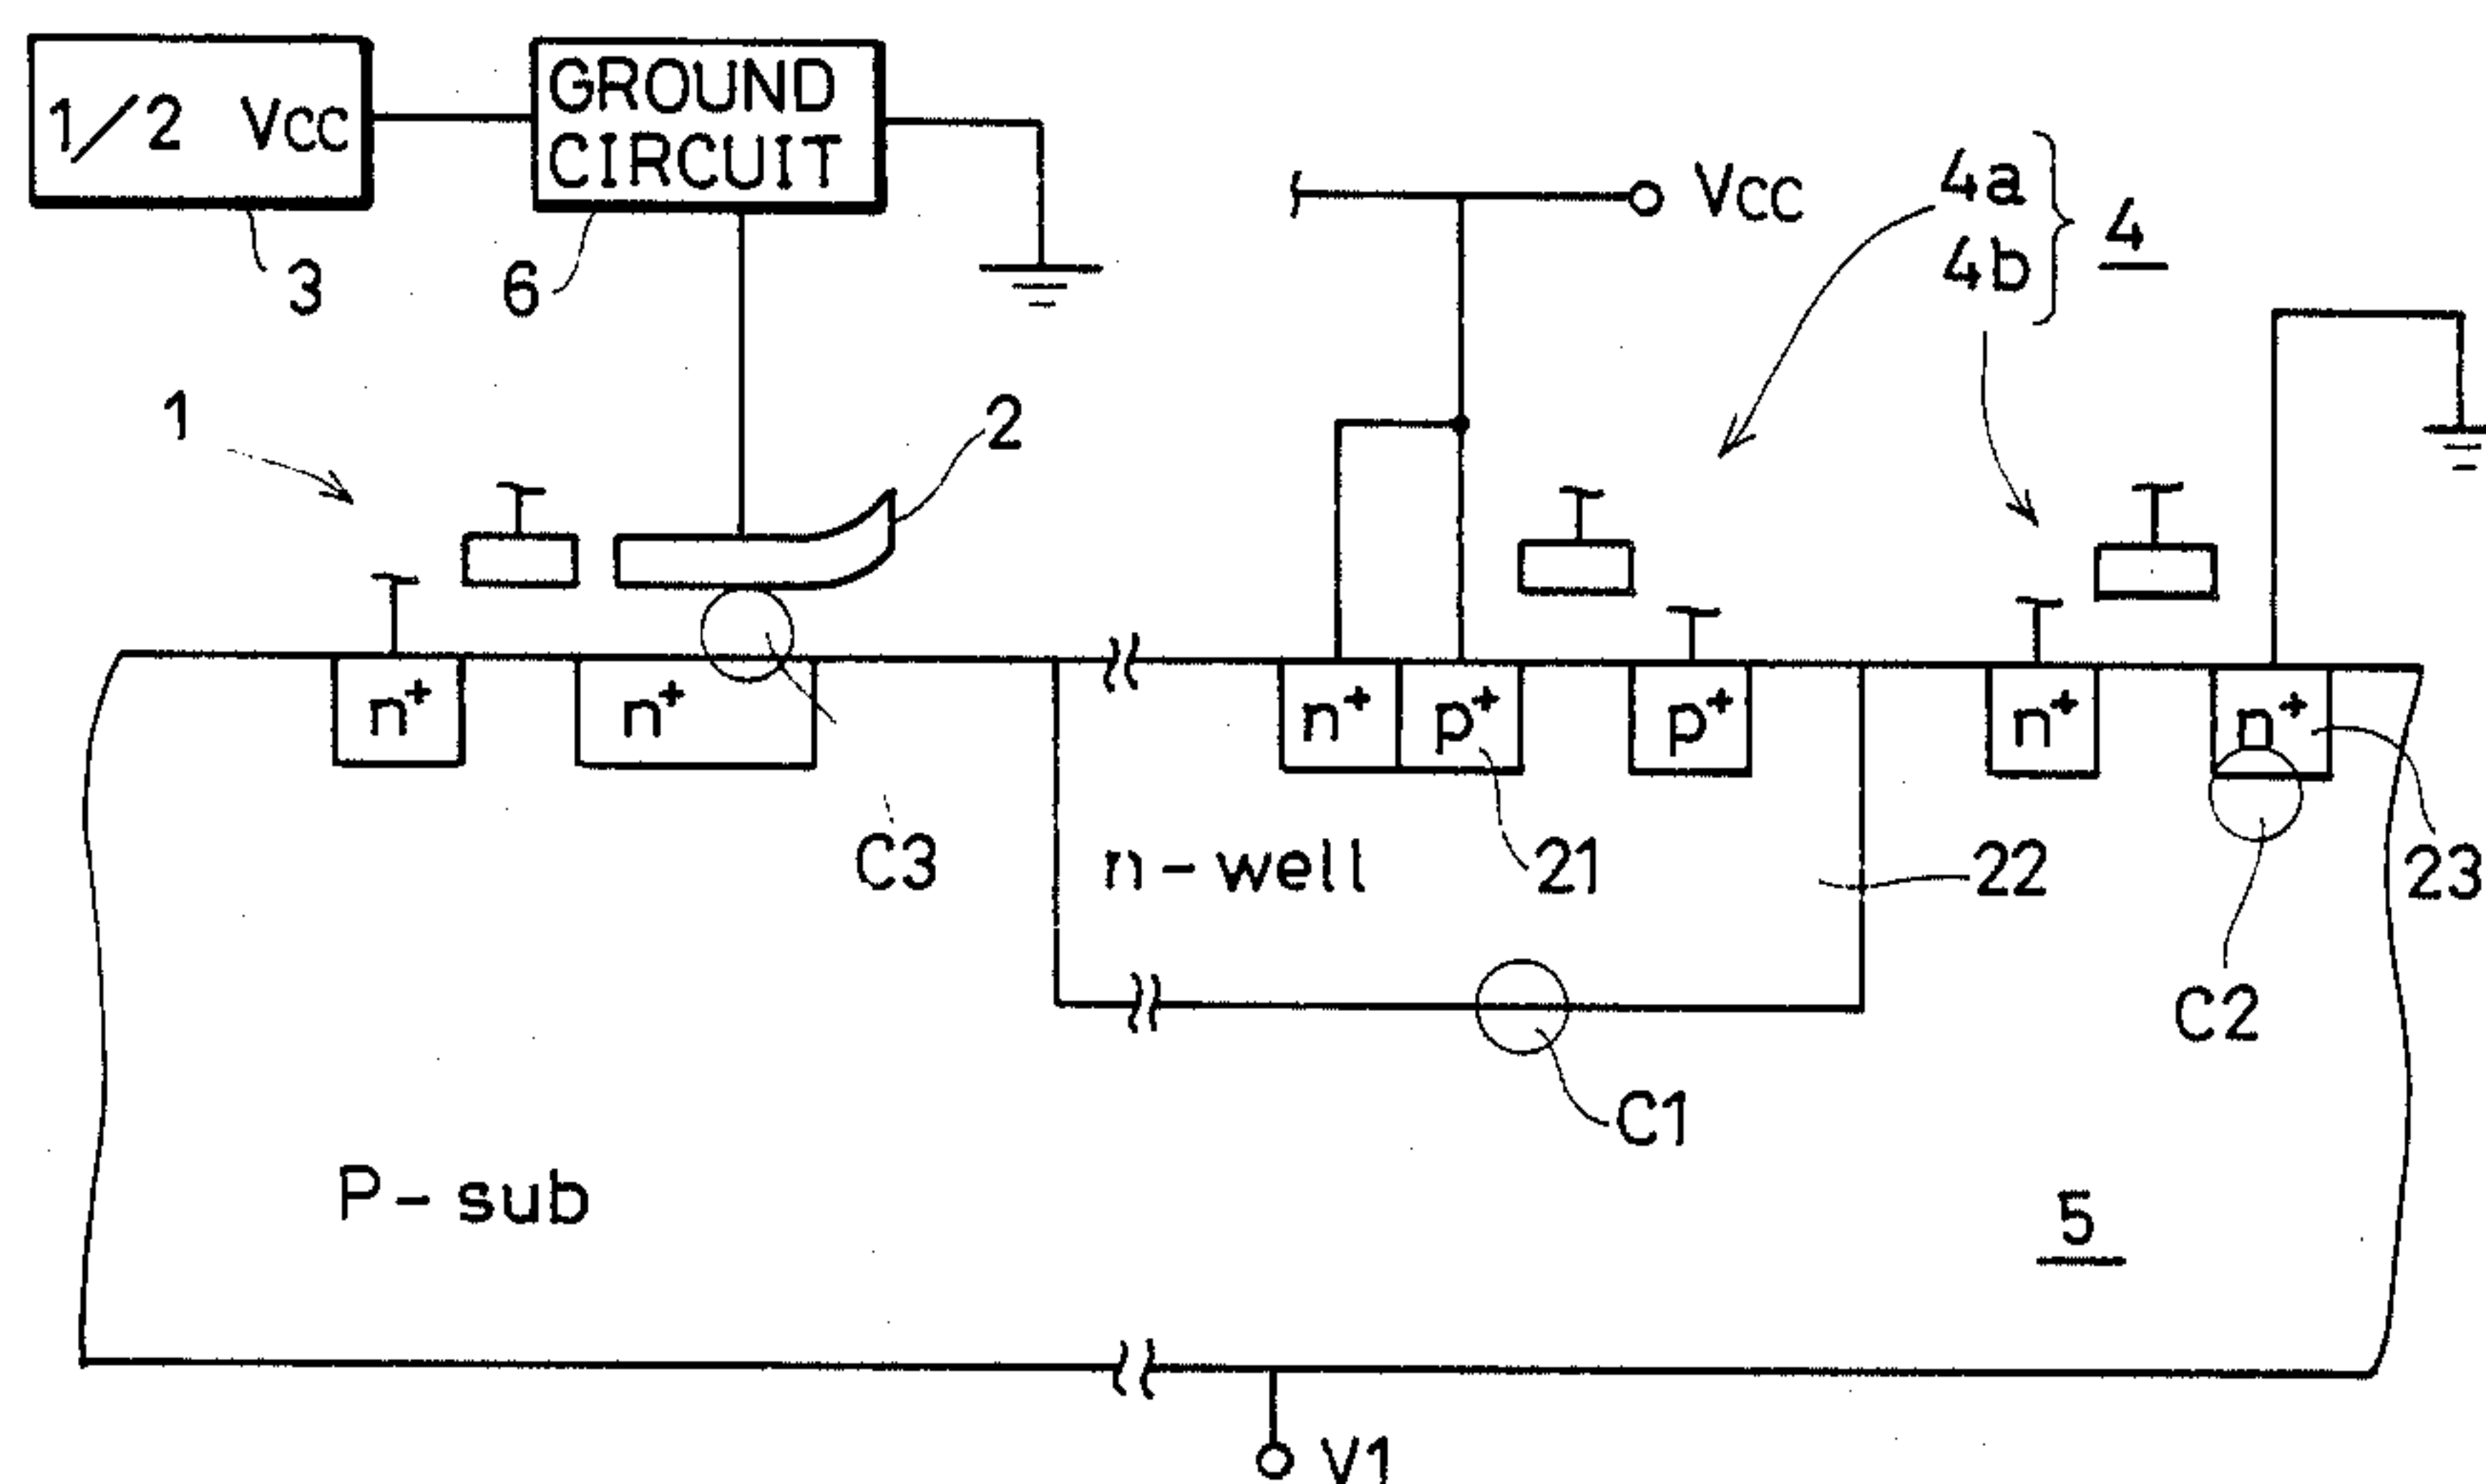 1/2 Vcc
GROUND
CIRCUIT
3
6
Vcc
4a
4b
4
1
2
n+
n+
n+
p+
p+
n+
n+
C3
n-well
21
22
23
C2
C1
P-sub
5
V1